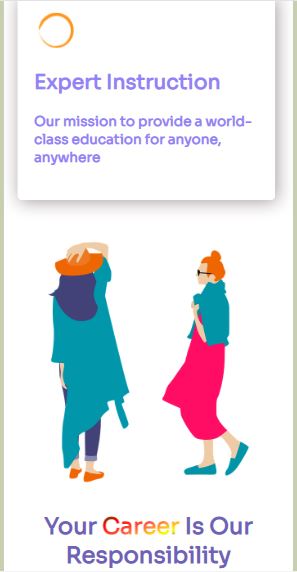 Expert Instruction
Our mission to provide a world-
class education for anyone,
anywhere
Your Career Is Our
Responsibility